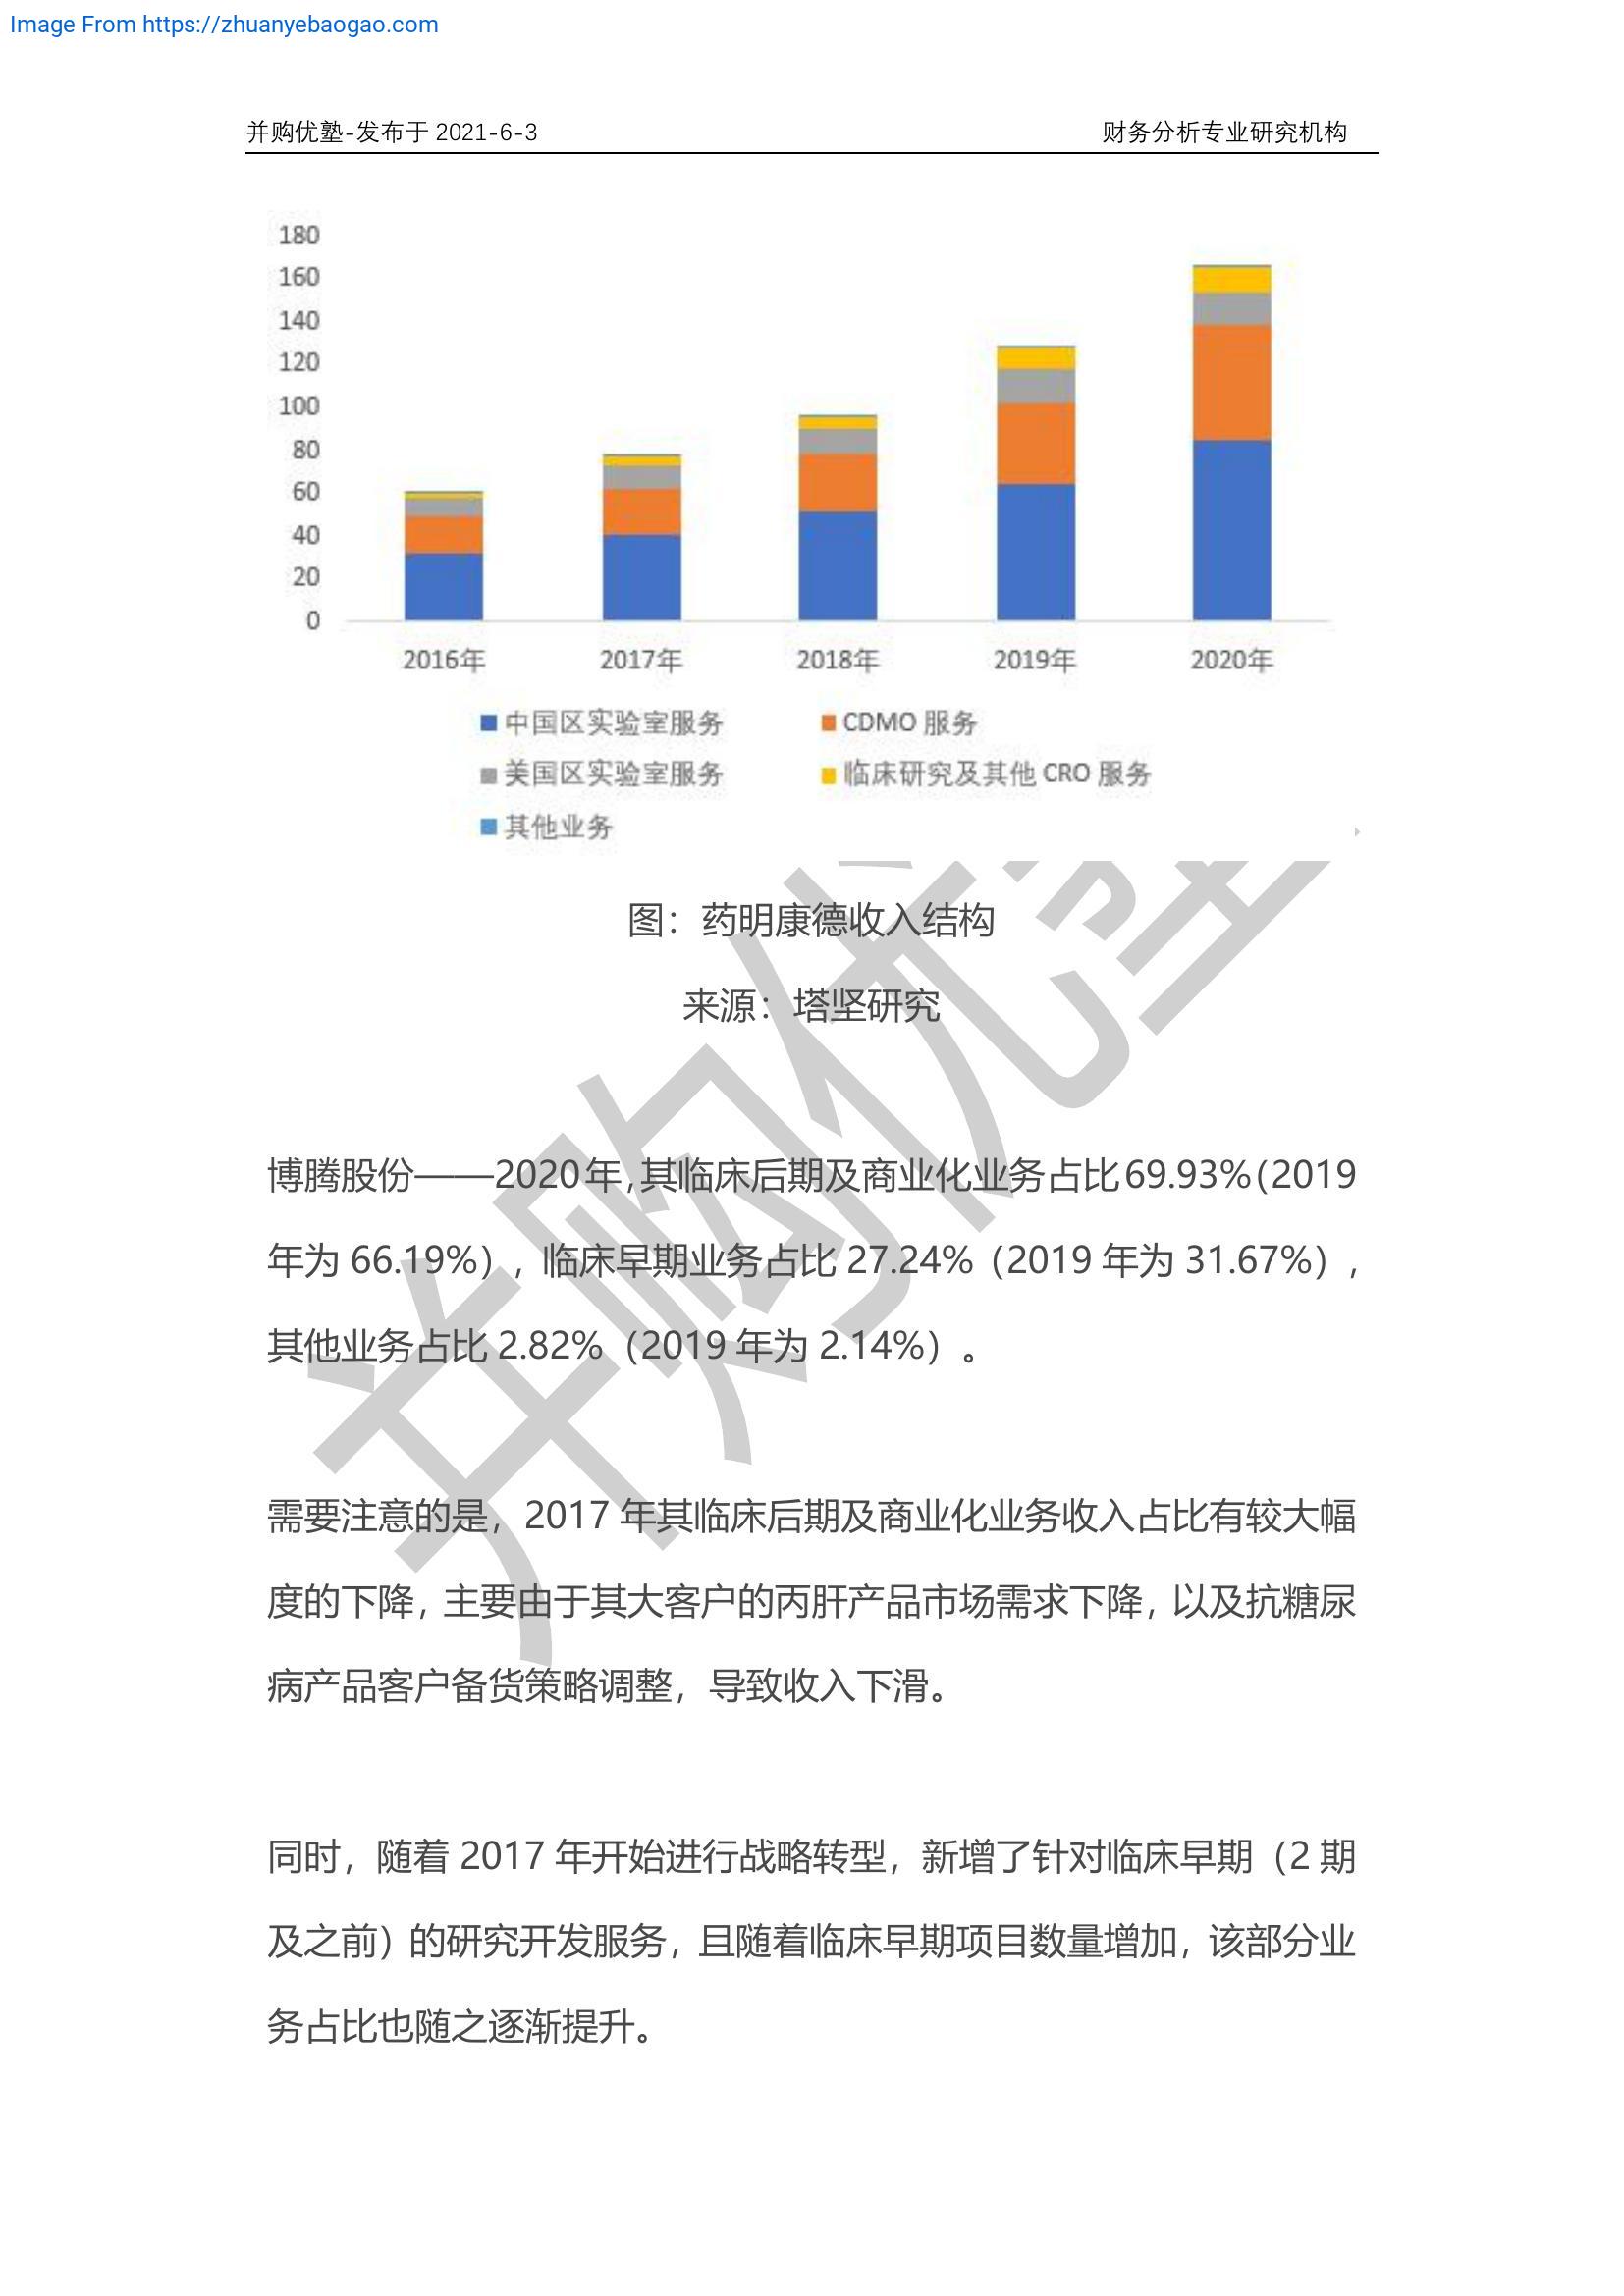 Image From https://zhuanyebaogao.com
并购优塾-发布于 2021-6-3 财务分析专业研究机构
180
160
140
120
100
80
60
40
20
0
2016年 2017年 2018年 2019年 2020年
中国区实验室服务 CDMO 服务
美国区实验室服务 临床研究及其他 CRO 服务
其他业务
图：药明康德收入结构
来源：塔坚研究
博腾股份——2020年，其临床后期及商业化业务占比69.93%（2019
年为 66.19%），临床早期业务占比 27.24%（2019 年为 31.67%），
其他业务占比 2.82%（2019 年为 2.14%）。
需要注意的是，2017 年其临床后期及商业化业务收入占比有较大幅
度的下降，主要由于其大客户的丙肝产品市场需求下降，以及抗糖尿
病产品客户备货策略调整，导致收入下滑。
同时，随着 2017 年开始进行战略转型，新增了针对临床早期（2 期
及之前）的研究开发服务，且随着临床早期项目数量增加，该部分业
务占比也随之逐渐提升。
并购优塾